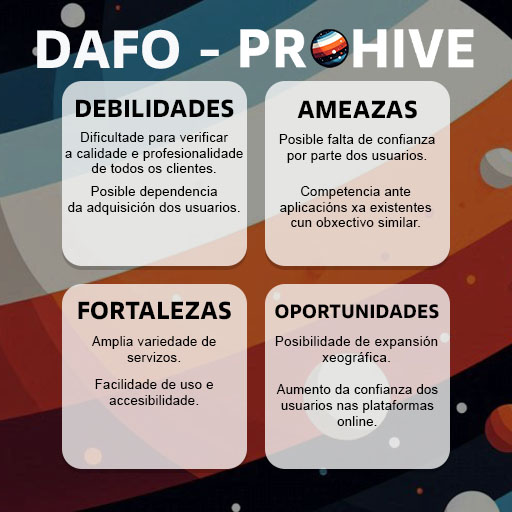 DAFO - PROHIVE
DEBILIDADES
Dificultade para verificar
a calidade e profesionalidade
de todos os clientes.
Posible dependencia
da adquisición dos usuarios.
AMEAZAS
Posible falta de confianza
por parte dos usuarios.
Competencia ante
aplicacións xa existentes
cun obxectivo similar.
FORTALEZAS
Amplia variedade de
servizos.
Facilidade de uso e
accesibilidade.
OPORTUNIDADES
Posibilidade de expansión
xeográfica.
Aumento da confianza dos
usuarios nas plataformas
online.